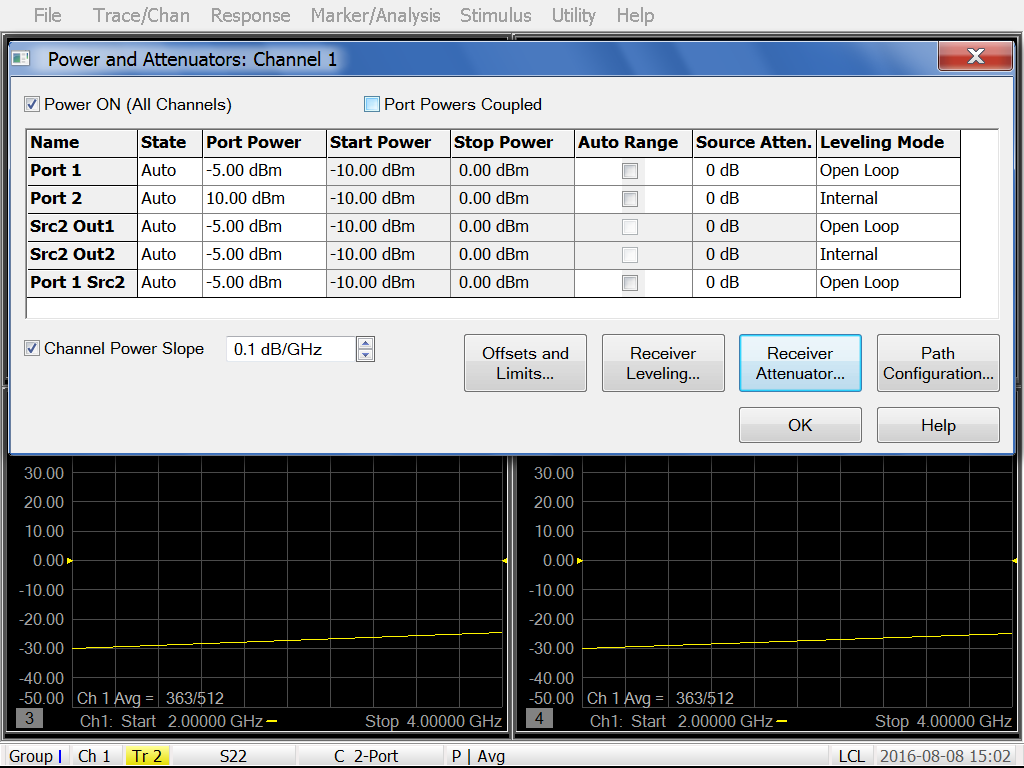 File Trace/Chan Response Marker/Analysis Stimulus Utility Help
Power and Attenuators: Channel 1
Power ON (All Channels) Port Powers Coupled
Name State Port Power Start Power Stop Power Auto Range Source Atten. Leveling Mode
Port 1 Auto -5.00 dBm -10.00 dBm 0.00 dBm 0 dB Open Loop
Port 2 Auto 10.00 dBm -10.00 dBm 0.00 dBm 0 dB Internal
Src2 Out1 Auto -5.00 dBm -10.00 dBm 0.00 dBm 0 dB Open Loop
Src2 Out2 Auto -5.00 dBm -10.00 dBm 0.00 dBm 0 dB Internal
Port 1 Src2 Auto -5.00 dBm -10.00 dBm 0.00 dBm 0 dB Open Loop
Channel Power Slope 0.1 dB/GHz
Offsets and
Limits...
Receiver
Leveling...
Receiver
Attenuator...
Path
Configuration...
OK Help
30.00
20.00
10.00
0.00
-10.00
-20.00
-30.00
-40.00
-50.00
Ch 1 Avg = 363/512
3 Ch1: Start 2.00000 GHz Stop 4.00000 GHz
30.00
20.00
10.00
0.00
-10.00
-20.00
-30.00
-40.00
-50.00
Ch 1 Avg = 363/512
4 Ch1: Start 2.00000 GHz Stop 4.00000 GHz
Group I Ch 1 Tr 2 S22 C 2-Port P | Avg LCL 2016-08-08 15:02